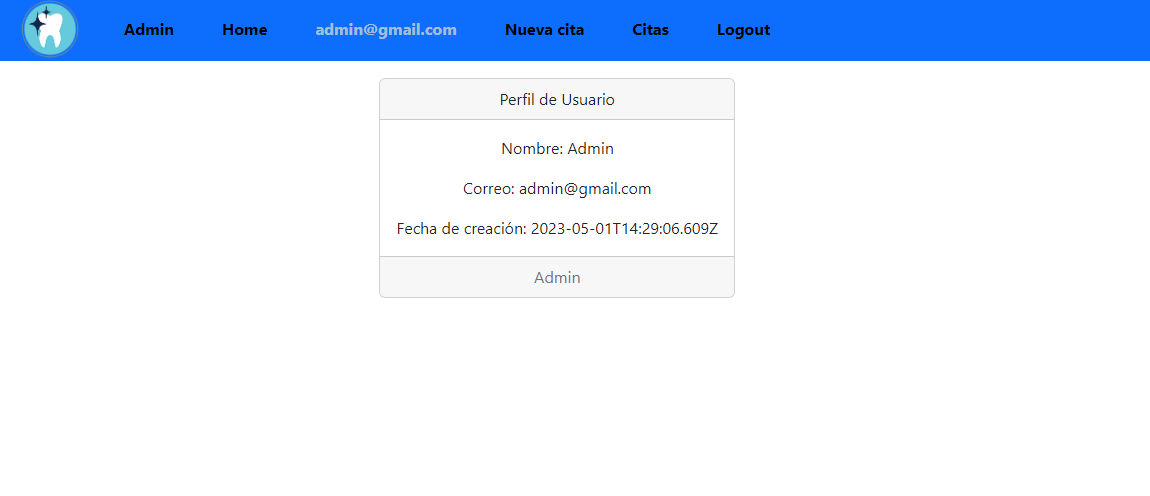 Admin Home admin@gmail.com Nueva cita Citas Logout
Perfil de Usuario
Nombre: Admin
Correo: admin@gmail.com
Fecha de creación: 2023-05-01T14:29:06.609Z
Admin